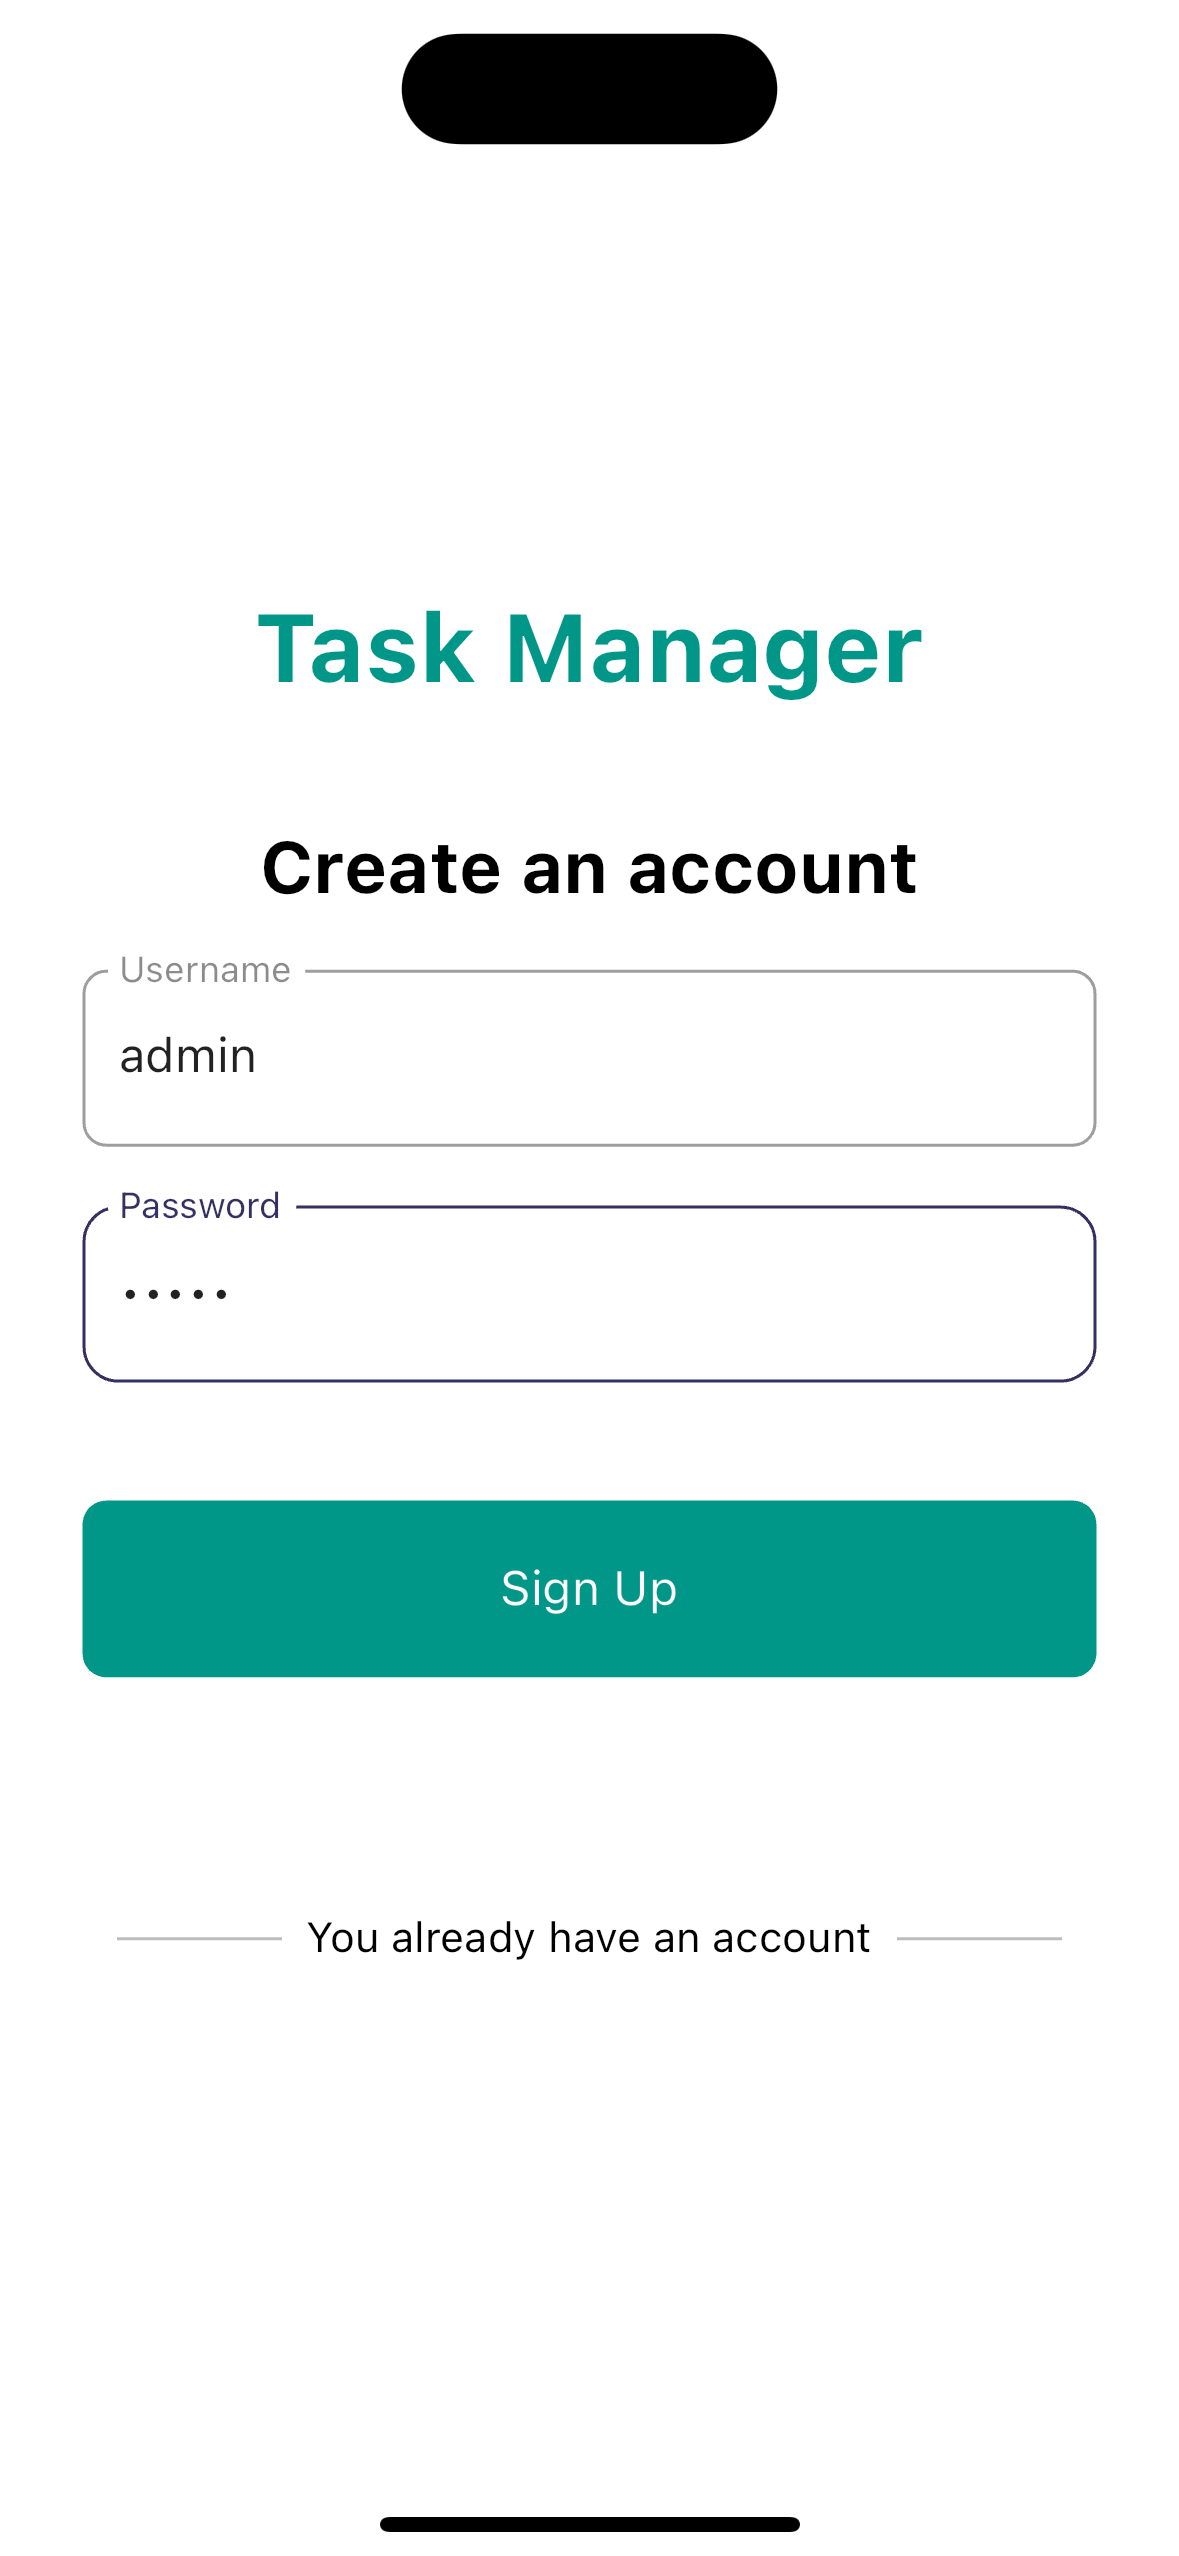 Task Manager
Create an account
Username
admin
Password
•••••
Sign Up
You already have an account